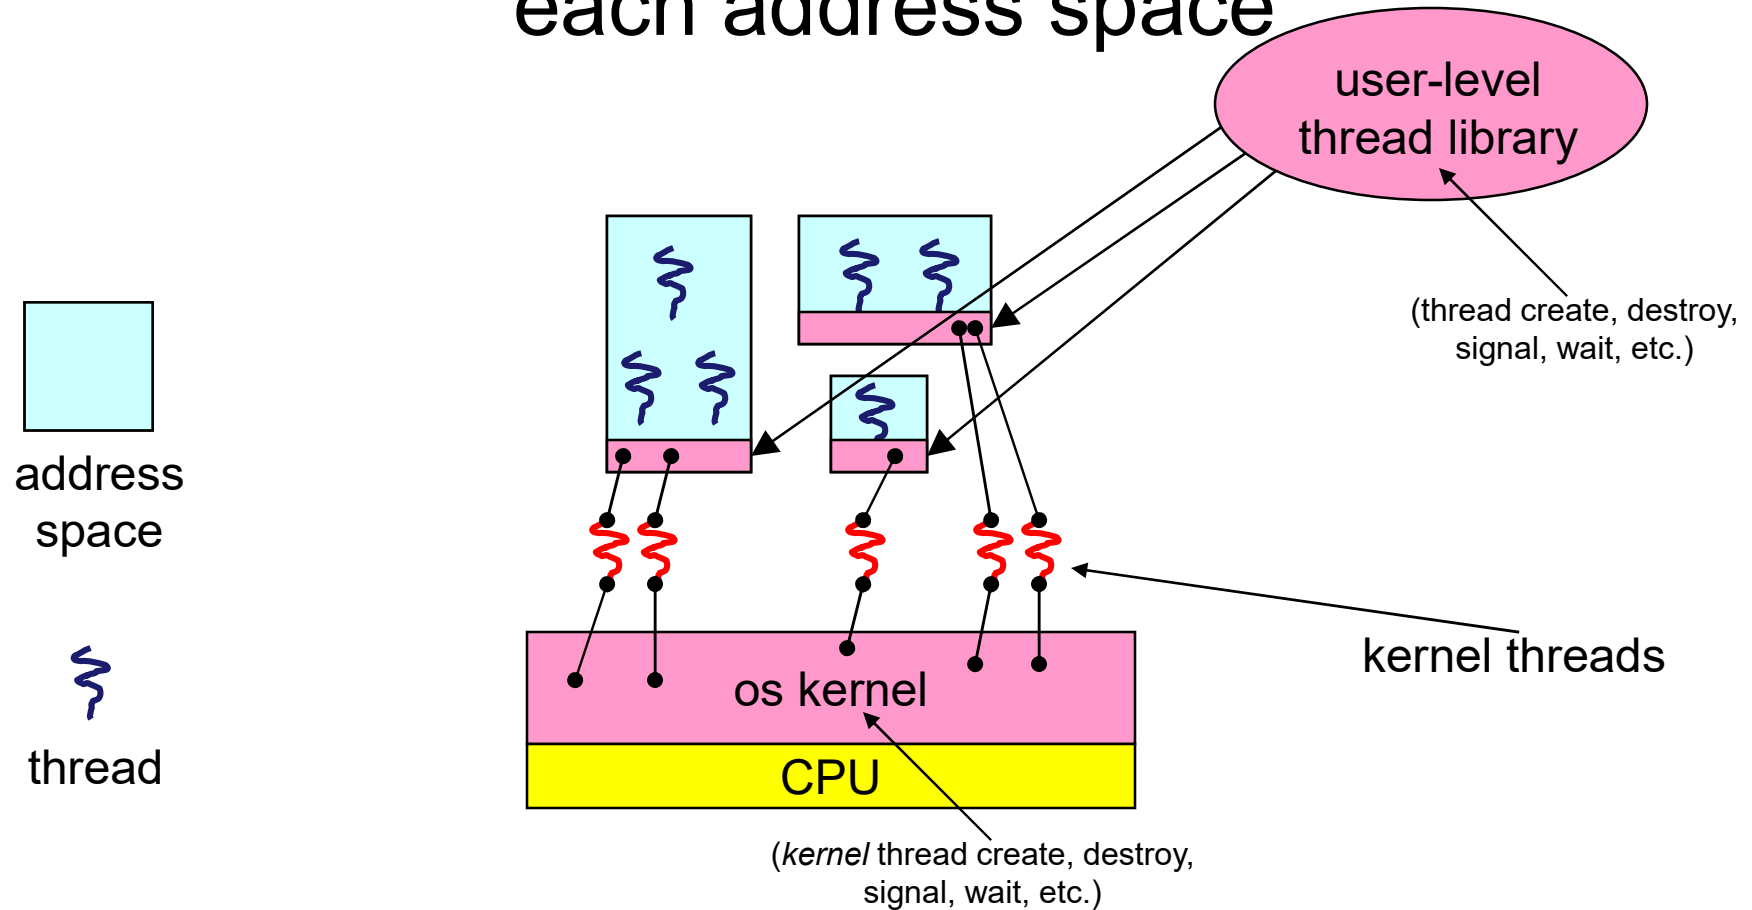 each address space
user-level
thread library
(thread create, destroy,
signal, wait, etc.)
address
space
thread
kernel threads
os kernel
CPU
(kernel thread create, destroy,
signal, wait, etc.)